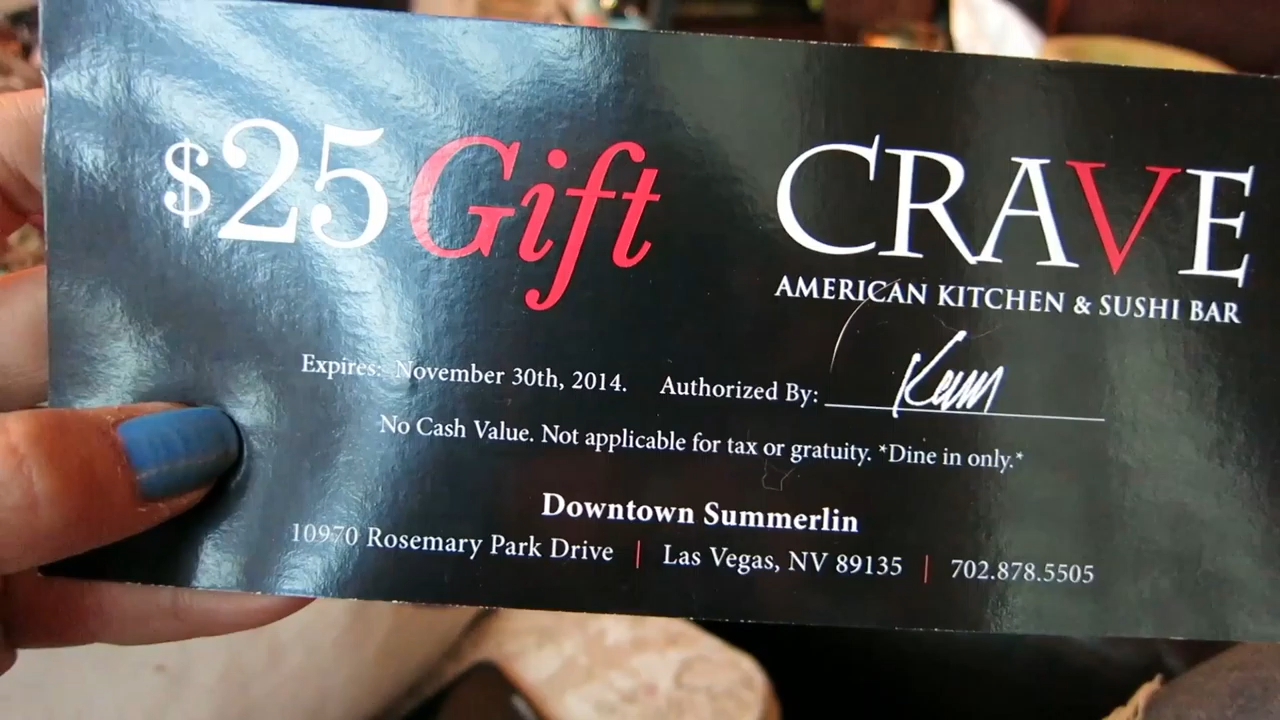 $25 Gift
CRAVE
AMERICAN KITCHEN & SUSHI BAR
Expires: November 30th, 2014. Authorized By:
No Cash Value. Not applicable for tax or gratuity. *Dine in only.*
Downtown Summerlin
10970 Rosemary Park Drive | Las Vegas, NV 89135 | 702.878.5505